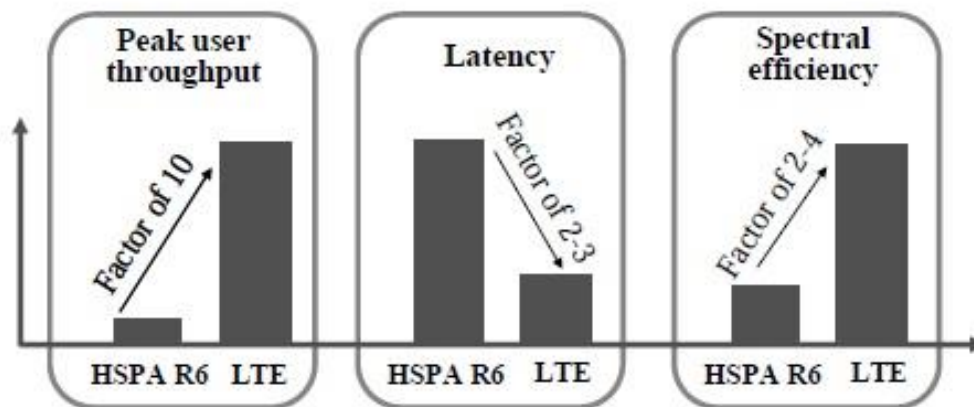 Peak user
throughput
Factor of 10
HSPA R6 LTE
Latency
Factor of 2-3
HSPA R6 LTE
Spectral
efficiency
Factor of 2-4
HSPA R6 LTE